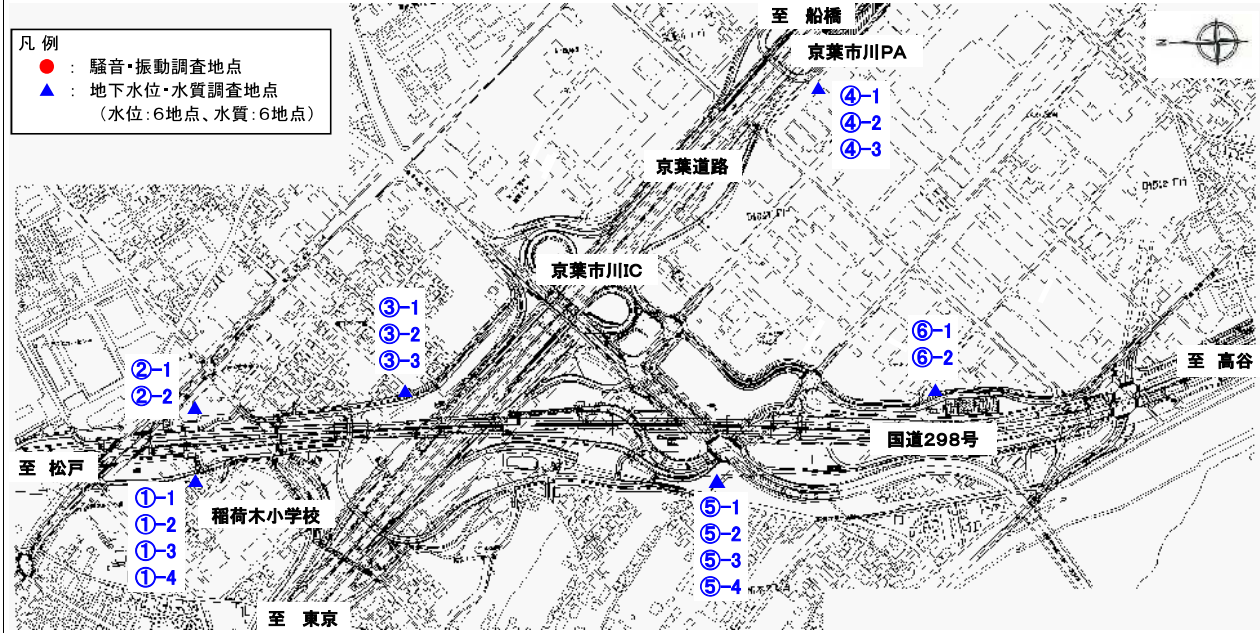 凡 例
● : 騒音・振動調査地点
▲ : 地下水位・水質調査地点
(水位:6地点、水質:6地点)
至 船橋
京葉市川PA
④-1
④-2
④-3
京葉道路
京葉市川IC
③-1
③-2
③-3
②-1
②-2
⑥-1
⑥-2
至 高谷
国道298号
至 松戸
①-1
①-2
①-3
①-4
稲荷木小学校
⑤-1
⑤-2
⑤-3
⑤-4
至 東京
N